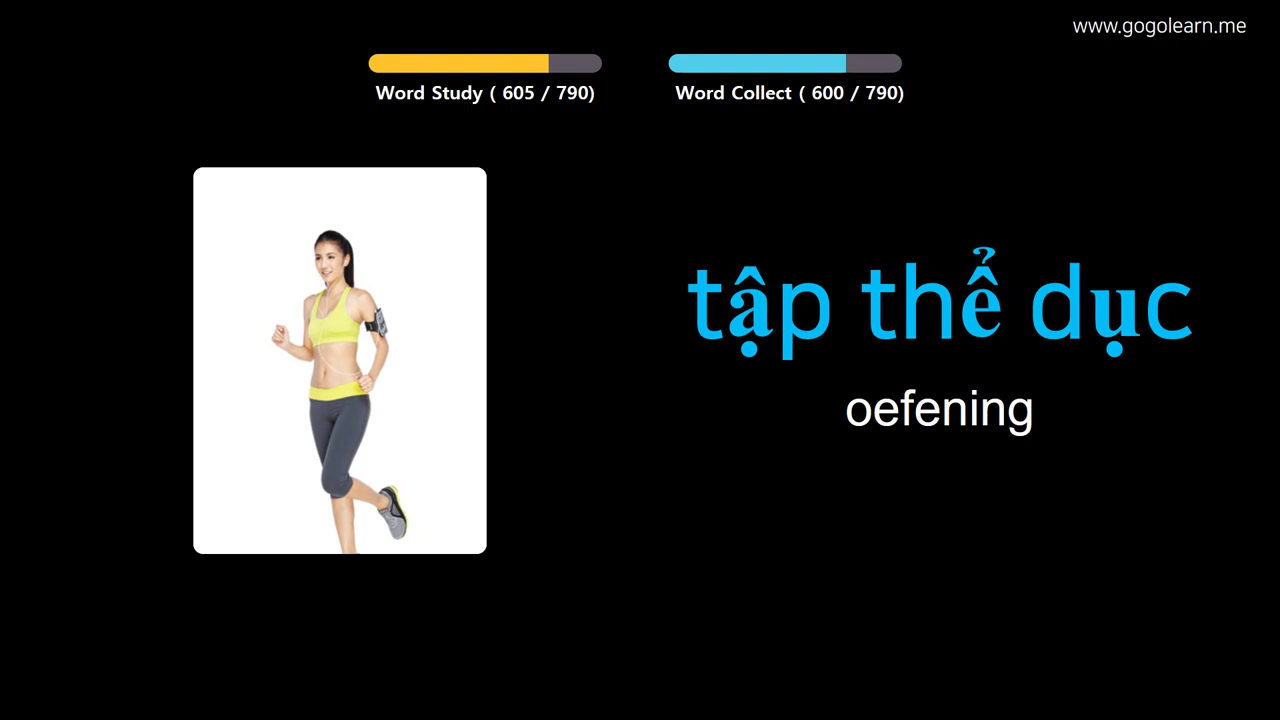 www.gogolearn.me
Word Study ( 605 / 790)
Word Collect ( 600 / 790)
tập thể dục
oefening